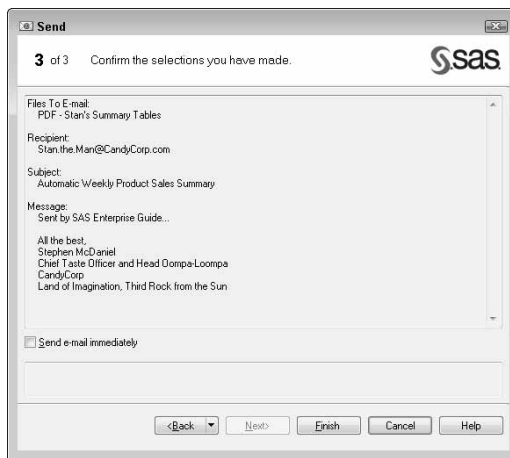 Send
3 of 3 Confirm the selections you have made.
sas
Files To E-mail:
PDF - Stan's Summary Tables
Recipient:
Stan.the.Man@CandyCorp.com
Subject:
Automatic Weekly Product Sales Summary
Message:
Sent by SAS Enterprise Guide...
All the best,
Stephen McDaniel
Chief Taste Officer and Head Oompa-Loompa
CandyCorp
Land of Imagination, Third Rock from the Sun
Send e-mail immediately
<Back Next> Finish Cancel Help